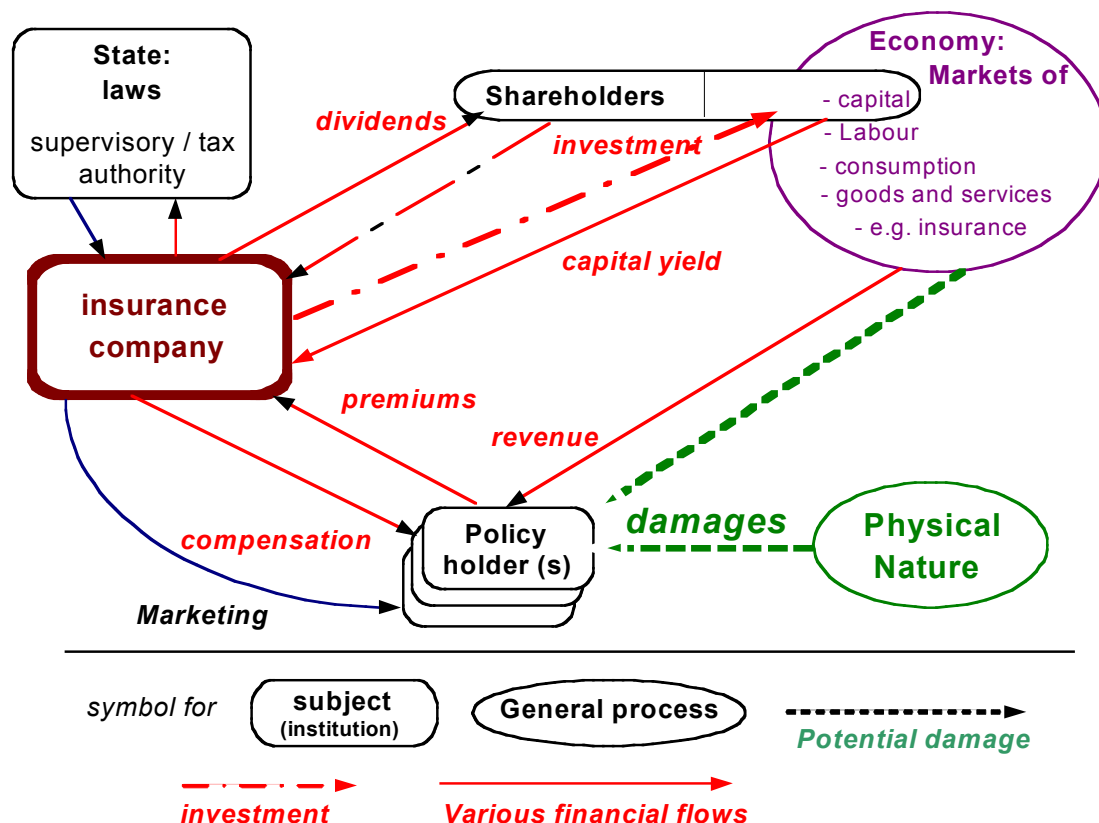 State:
laws
supervisory / tax
authority
Economy:
Markets of
- capital
- Labour
- consumption
- goods and services
- e.g. insurance
Shareholders
dividends
investment
capital yield
insurance
company
premiums
revenue
compensation
Marketing
Policy
holder (s)
damages
Physical
Nature
symbol for
subject
(institution)
General process
Potential damage
investment
Various financial flows